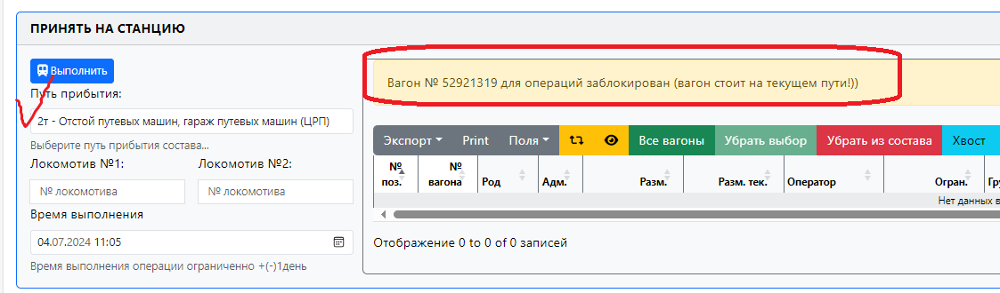 ПРИНЯТЬ НА СТАНЦИЮ
Выполнить
Путь прибытия:
2т - Отстой путевых машин, гараж путевых машин (ЦРП)
Выберите путь прибытия состава...
Локомотив №1:
Локомотив №2:
№ локомотива
№ локомотива
Время выполнения
04.07.2024 11:05
Время выполнения операции ограниченно +(-)1день
Вагон № 52921319 для операций заблокирован (вагон стоит на текущем пути!))
Экспорт Print Поля Все вагоны Убрать выбор Убрать из состава Хвост
№ поз. № вагона Род Адм. Разм. Разм. тек. Оператор Огран. Гру
Нет данных в
Отображение 0 to 0 of 0 записей